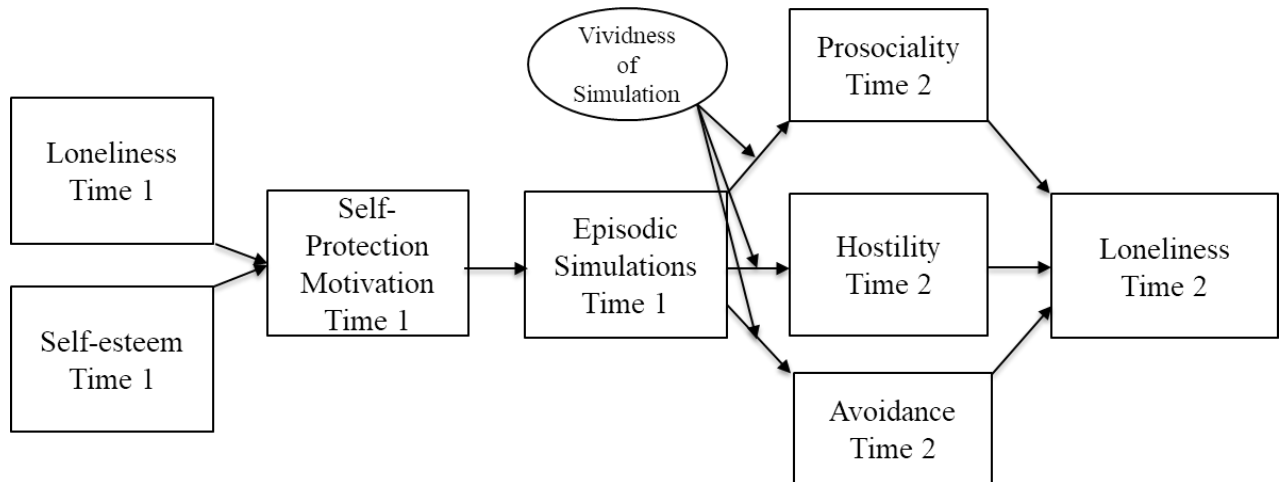 Vividness
of
Simulation
Prosociality
Time 2
Loneliness
Time 1
Self-
Protection
Motivation
Time 1
Episodic
Simulations
Time 1
Hostility
Time 2
Loneliness
Time 2
Self-esteem
Time 1
Avoidance
Time 2